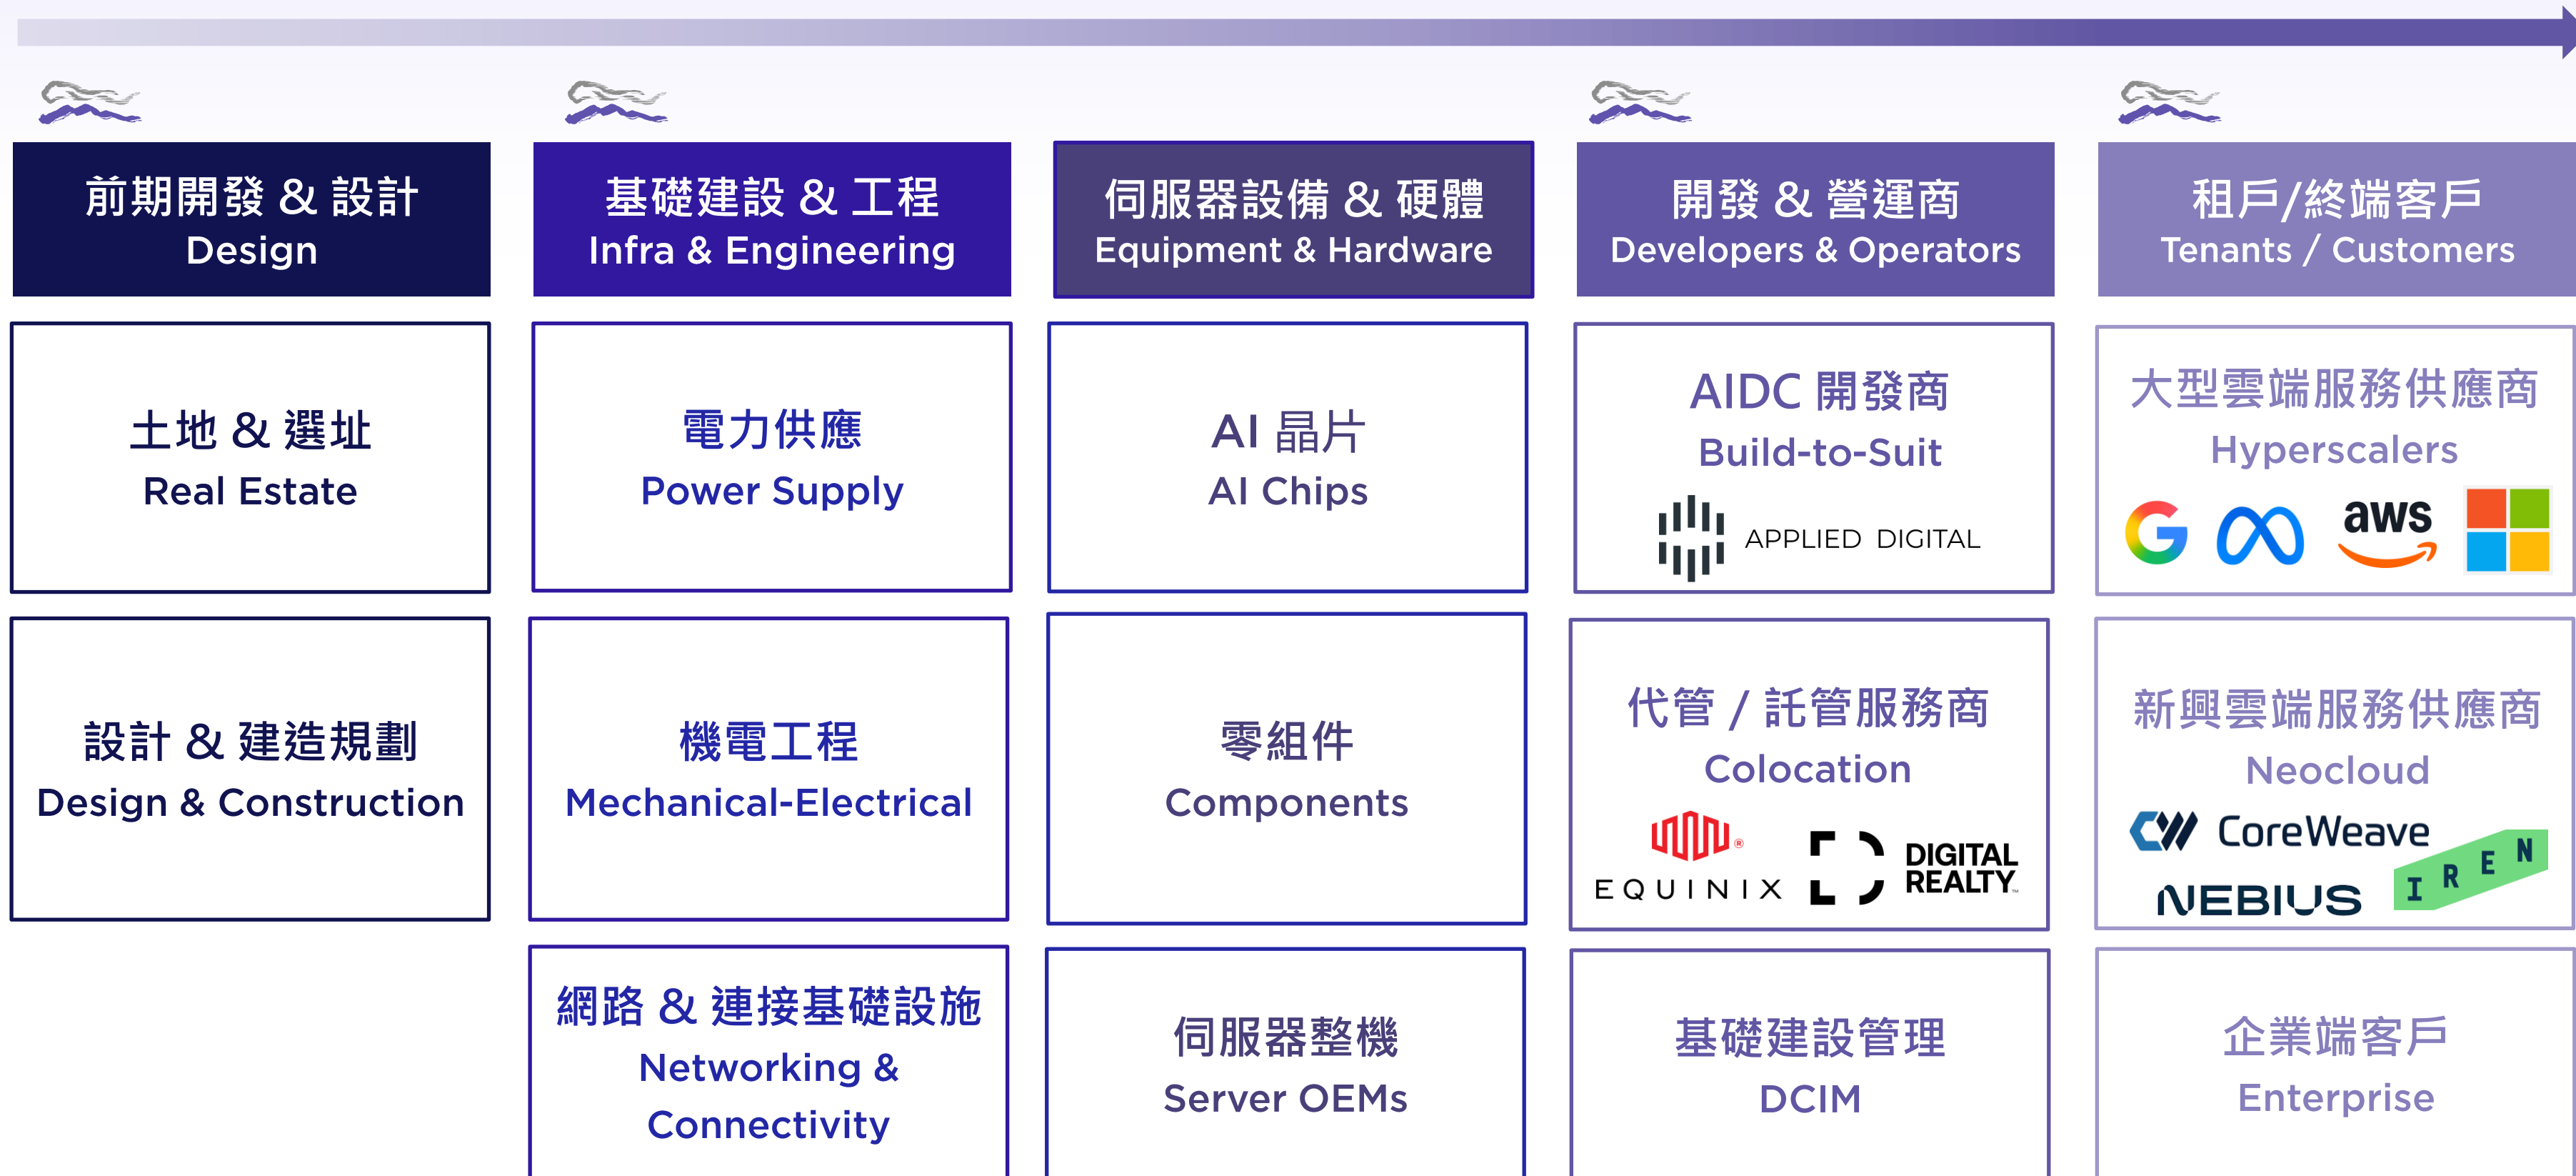 前期開發 & 設計
Design
基礎建設 & 工程
Infra & Engineering
伺服器設備 & 硬體
Equipment & Hardware
開發 & 營運商
Developers & Operators
租戶/終端客戶
Tenants / Customers
土地 & 選址
Real Estate
電力供應
Power Supply
AI 晶片
AI Chips
AIDC 開發商
Build-to-Suit
APPLIED DIGITAL
大型雲端服務供應商
Hyperscalers
G
aws
設計 & 建造規劃
Design & Construction
機電工程
Mechanical-Electrical
零組件
Components
代管 / 託管服務商
Colocation
EQUINIX
®
DIGITAL
REALTY™
新興雲端服務供應商
Neocloud
CoreWeave
IREN
NEBIUS
網路 & 連接基礎設施
Networking &
Connectivity
伺服器整機
Server OEMs
基礎建設管理
DCIM
企業端客戶
Enterprise